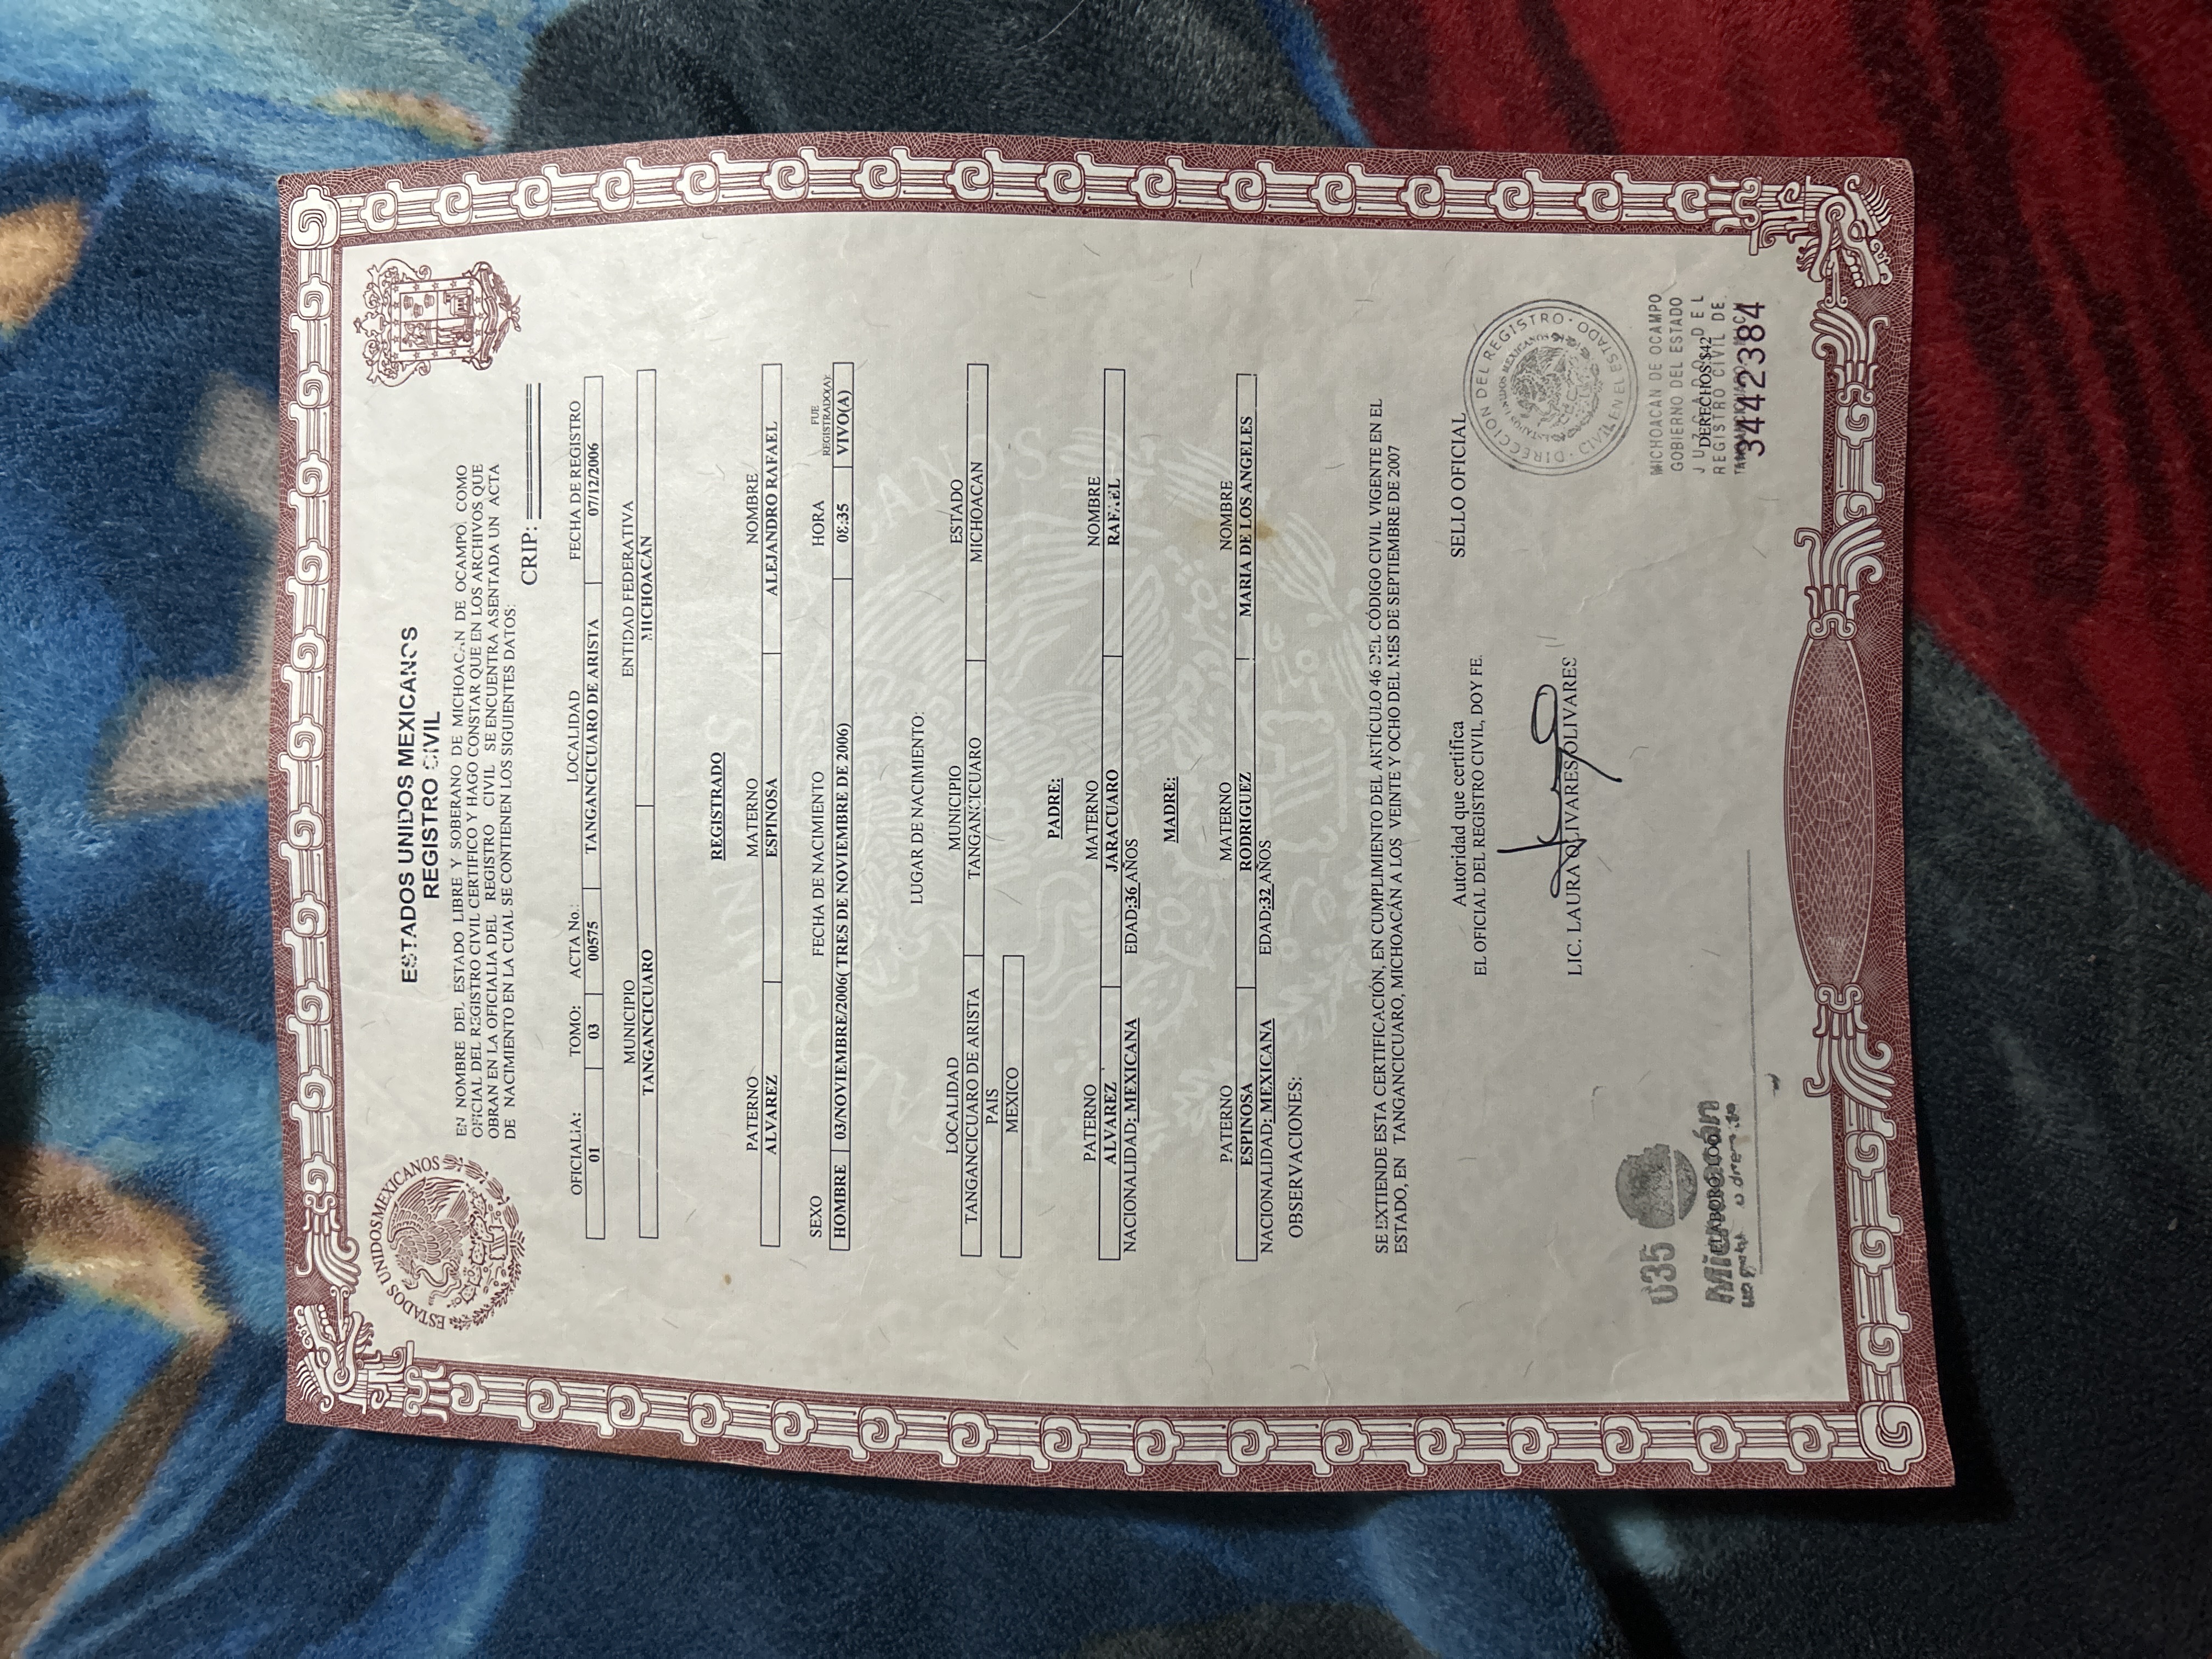 ESTADOS UNIDOS MEXICANOS
ESTADOS UNIDOS MEXICANOS
REGISTRO CIVIL
EN NOMBRE DEL ESTADO LIBRE Y SOBERANO DE MICHOACAN DE OCAMPO, COMO
OFICIAL DEL REGISTRO CIVIL CERTIFICO Y HAGO CONSTAR QUE EN LOS ARCHIVOS QUE
OBRAN EN LA OFICIALIA DEL REGISTRO CIVIL SE ENCUENTRA ASENTADA UN ACTA
DE NACIMIENTO EN LA CUAL SE CONTIENEN LOS SIGUIENTES DATOS:
CRIP:
OFICIALIA: TOMO: ACTA No.: LOCALIDAD FECHA DE REGISTRO
01 03 00575 TANGANCICUARO DE ARISTA 07/12/2006
MUNICIPIO ENTIDAD FEDERATIVA
TANGANCICUARO MICHOACÁN
REGISTRADO
PATERNO MATERNO NOMBRE
ALVAREZ ESPINOSA ALEJANDRO RAFAEL
SEXO FECHA DE NACIMIENTO HORA FUE REGISTRADO(A):
HOMBRE 03/NOVIEMBRE/2006( TRES DE NOVIEMBRE DE 2006) 08:35 VIVO(A)
LUGAR DE NACIMIENTO:
LOCALIDAD MUNICIPIO ESTADO
TANGANCICUARO DE ARISTA TANGANCICUARO MICHOACAN
PAIS
MEXICO
PADRE:
PATERNO MATERNO NOMBRE
ALVAREZ JARACUARO RAFAEL
NACIONALIDAD: MEXICANA EDAD:36 AÑOS
MADRE:
PATERNO MATERNO NOMBRE
ESPINOSA RODRIGUEZ MARIA DE LOS ANGELES
NACIONALIDAD: MEXICANA EDAD:32 AÑOS
OBSERVACIONES:
SE EXTIENDE ESTA CERTIFICACIÓN, EN CUMPLIMIENTO DEL ARTÍCULO 46 DEL CÓDIGO CIVIL VIGENTE EN EL
ESTADO, EN TANGANCICUARO, MICHOACÁN A LOS VEINTE Y OCHO DEL MES DE SEPTIEMBRE DE 2007
Autoridad que certifica
EL OFICIAL DEL REGISTRO CIVIL, DOY FE.
SELLO OFICIAL
LIC. LAURA OLIVARES OLIVARES
DIRECCION DEL REGISTRO CIVIL EN EL ESTADO
ESTADOS UNIDOS MEXICANOS
035
Michoacán
MICHOACAN DE OCAMPO
GOBIERNO DEL ESTADO
JUZGADO DEL
DERECHOS $42
REGISTRO CIVIL DE
3442384